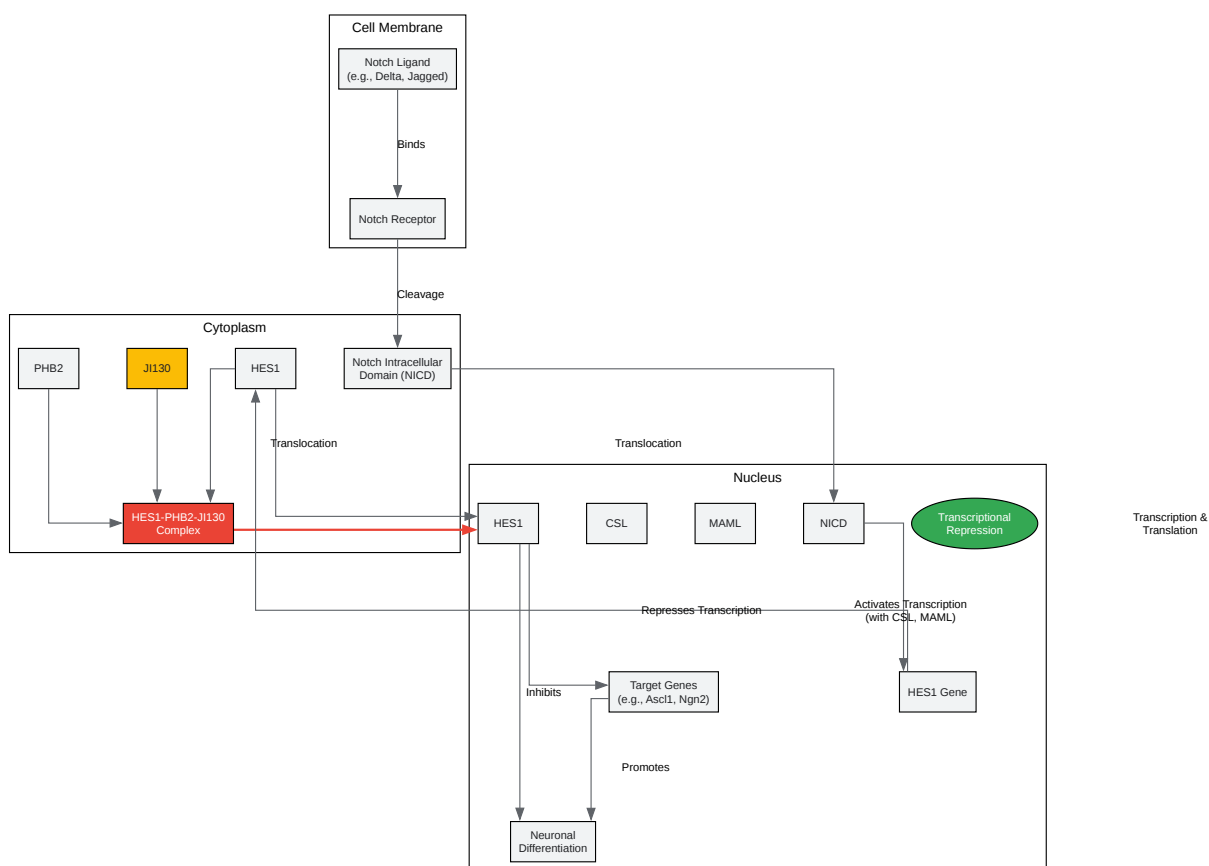 Cell Membrane
Notch Ligand
(e.g., Delta, Jagged)
Binds
Notch Receptor
Cleavage
Cytoplasm
PHB2
JI130
HES1
Notch Intracellular
Domain (NICD)
Translocation
Translocation
HES1-PHB2-JI130
Complex
Nucleus
HES1
CSL
MAML
NICD
Transcriptional
Repression
Transcription &
Translation
Represses Transcription
Activates Transcription
(with CSL, MAML)
Inhibits
Target Genes
(e.g., Ascl1, Ngn2)
HES1 Gene
Promotes
Neuronal
Differentiation